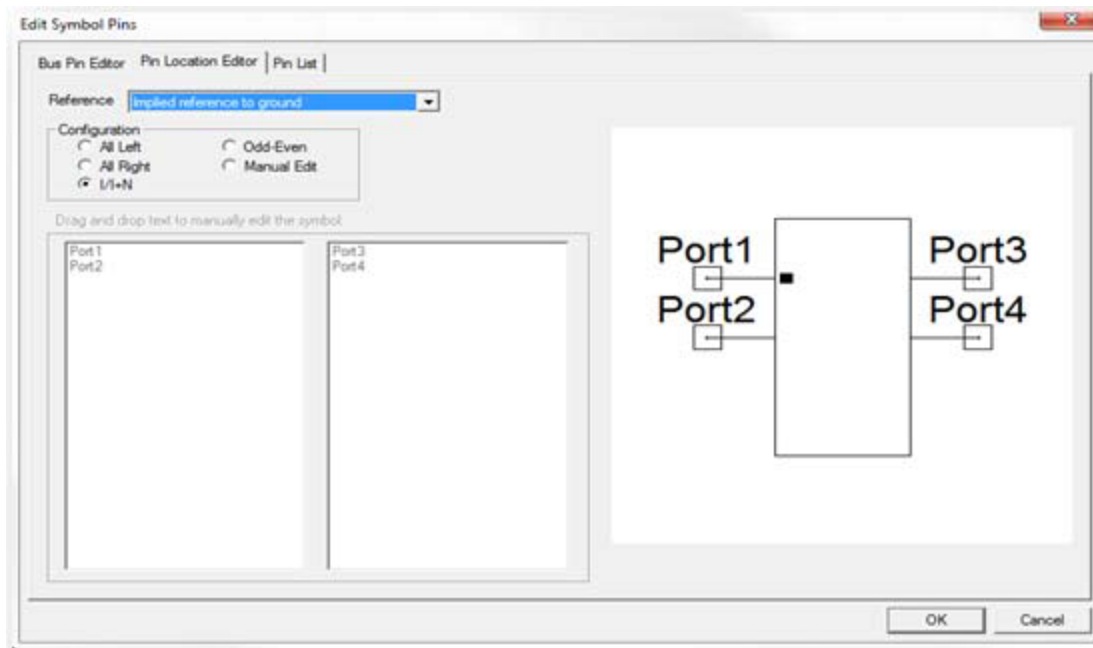 Edit Symbol Pins
Bus Pin Editor Pin Location Editor Pin List
Reference Implied reference to ground
Configuration
All Left Odd-Even
All Right Manual Edit
I/I+N
Drag and drop text to manually edit the symbol
Port1 Port3
Port2 Port4
Port1 Port3
Port2 Port4
OK Cancel